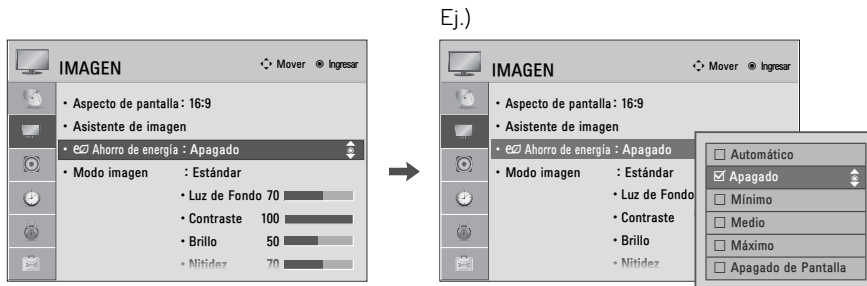 Ej.)
IMAGEN
Mover Ingresar
• Aspecto de pantalla : 16:9
• Asistente de imagen
• Ahorro de energía : Apagado
• Modo imagen : Estándar
• Luz de Fondo 70
• Contraste 100
• Brillo 50
• Nitidez 70
IMAGEN
Mover Ingresar
• Aspecto de pantalla : 16:9
• Asistente de imagen
• Ahorro de energía : Apagado
• Modo imagen : Estándar
• Luz de Fondo
• Contraste
• Brillo
• Nitidez
Automático
Apagado
Mínimo
Medio
Máximo
Apagado de Pantalla